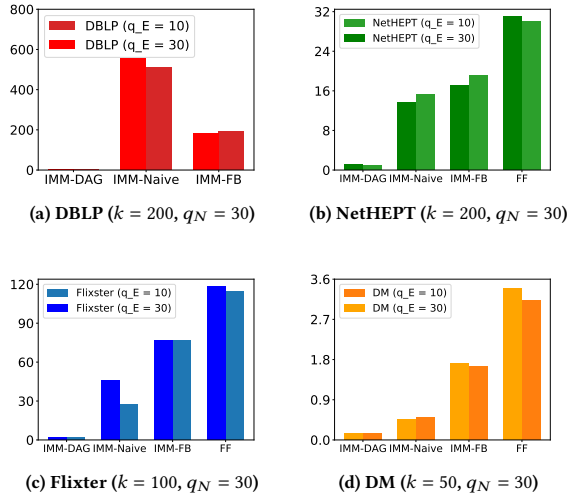 800
600
400
200
0
DBLP (q_E = 10)
DBLP (q_E = 30)
IMM-DAG IMM-Naive IMM-FB
(a) DBLP (k = 200, q_N = 30)
32
24
16
8
0
NetHEPT (q_E = 10)
NetHEPT (q_E = 30)
IMM-DAG IMM-Naive IMM-FB FF
(b) NetHEPT (k = 200, q_N = 30)
120
90
60
30
0
Flixster (q_E = 10)
Flixster (q_E = 30)
IMM-DAG IMM-Naive IMM-FB FF
(c) Flixter (k = 100, q_N = 30)
3.6
2.7
1.8
0.9
0.0
DM (q_E = 10)
DM (q_E = 30)
IMM-DAG IMM-Naive IMM-FB FF
(d) DM (k = 50, q_N = 30)